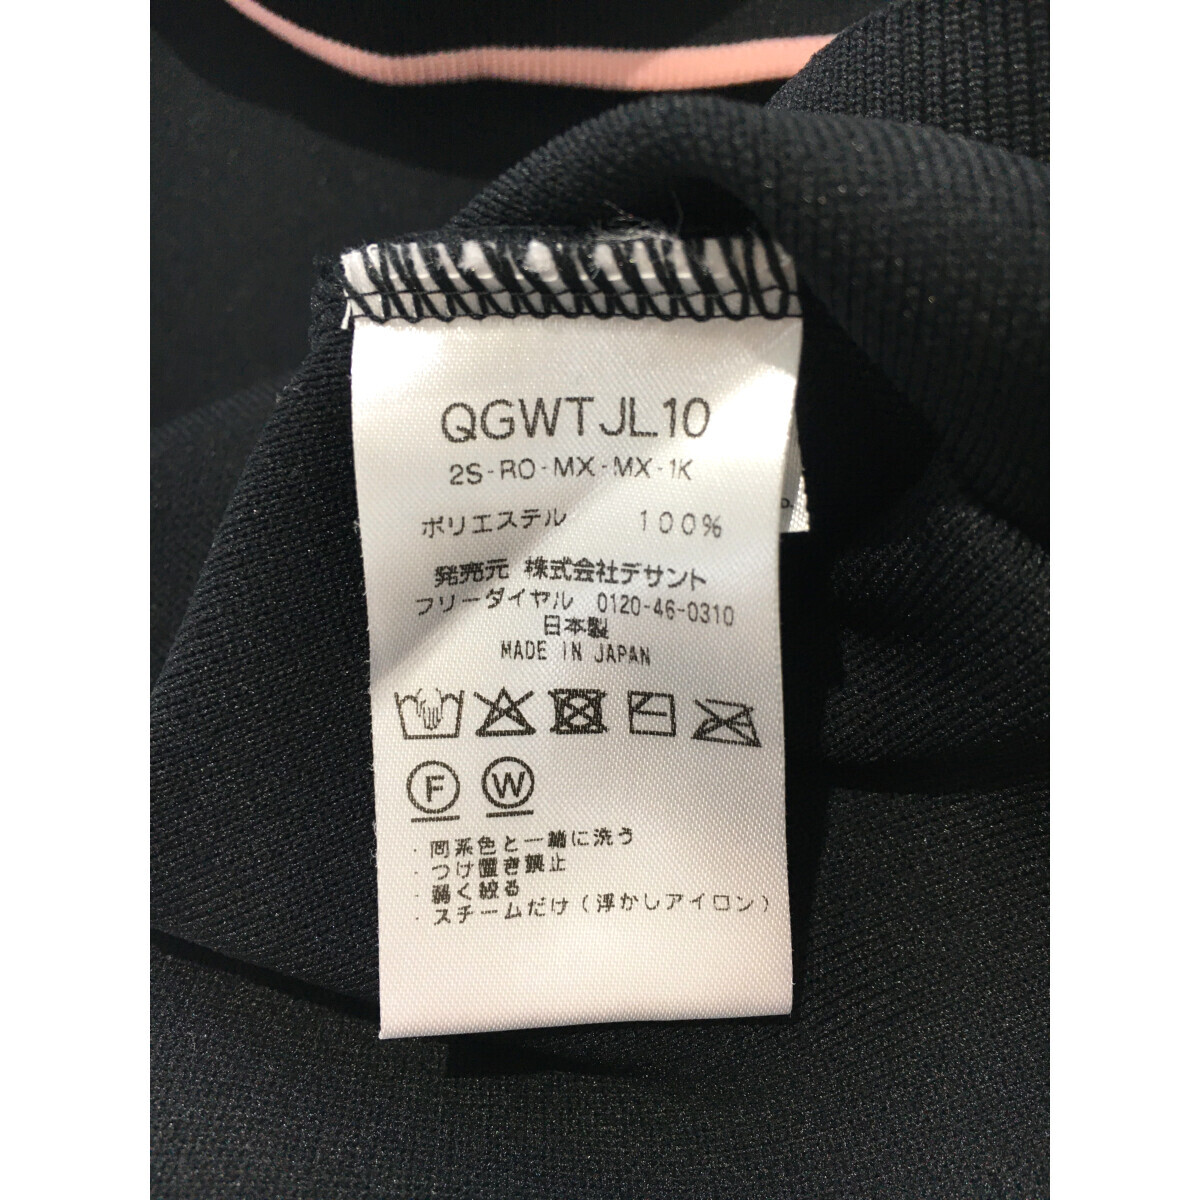 QGWTJL10
2S-RO-MX-MX-1K
ポリエステル 100%
発売元 株式会社デサント
フリーダイヤル 0120-46-0310
日本製
MADE IN JAPAN
F W
・同系色と一緒に洗う
・つけ置き禁止
・弱く絞る
・スチームだけ（浮かしアイロン）